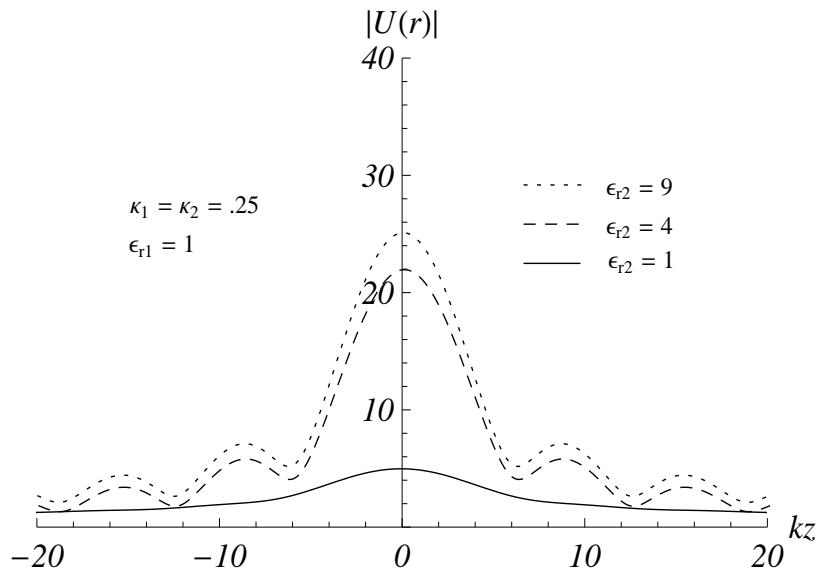 |U(r)|
40
30
20
10
κ₁ = κ₂ = .25
ϵᵣ₁ = 1
ϵᵣ₂ = 9
ϵᵣ₂ = 4
ϵᵣ₂ = 1
−20 −10 0 10 20 kz